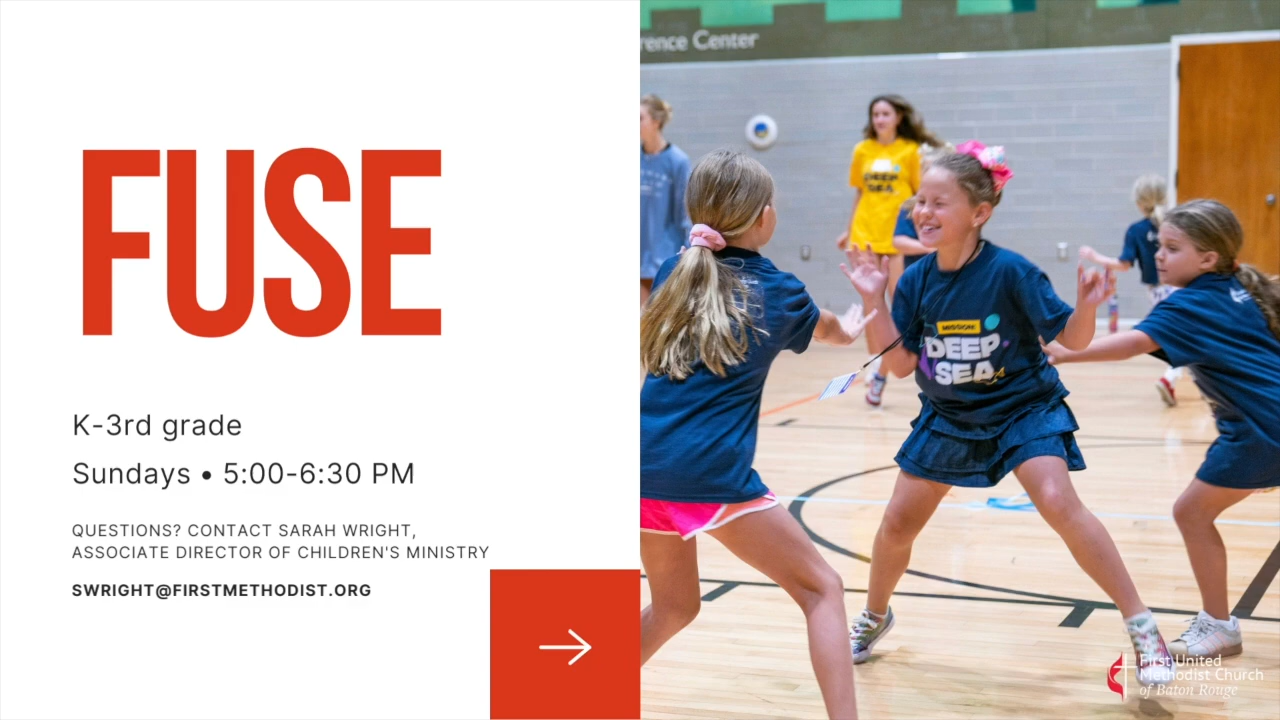 FUSE
K-3rd grade
Sundays • 5:00-6:30 PM
QUESTIONS? CONTACT SARAH WRIGHT,
ASSOCIATE DIRECTOR OF CHILDREN'S MINISTRY
SWRIGHT@FIRSTMETHODIST.ORG
rence Center
DEEP
SEA
MISSION:
DEEP
SEA
First United
Methodist Church
of Baton Rouge